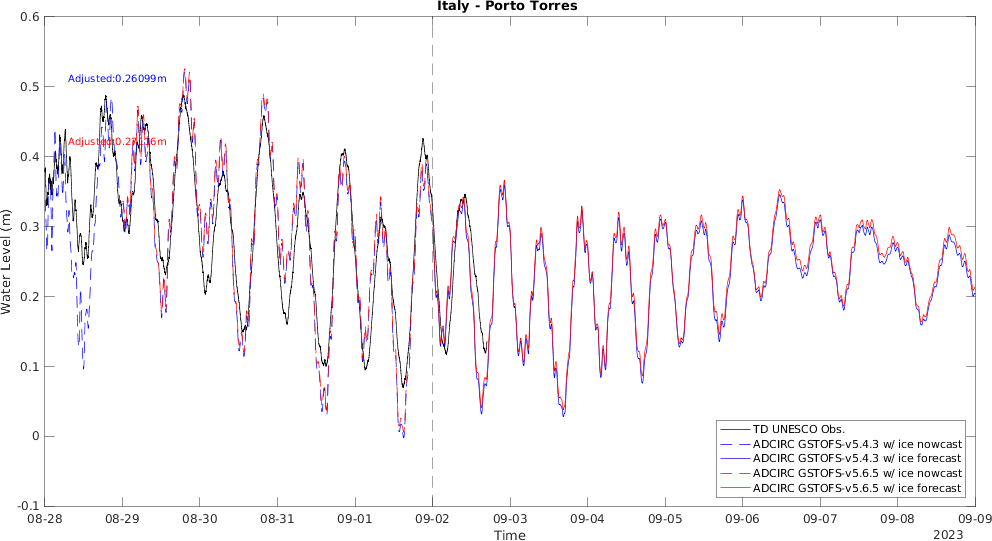 Italy - Porto Torres
0.6
0.5
0.4
0.3
0.2
0.1
0
-0.1
Water Level (m)
Adjusted:0.26099m
08-28
08-29
08-30
08-31
09-01
09-02
09-03
09-04
09-05
09-06
09-07
09-08
09-09
Time
2023
TD UNESCO Obs.
ADCIRC GSTOFS-v5.4.3 w/ ice nowcast
ADCIRC GSTOFS-v5.4.3 w/ ice forecast
ADCIRC GSTOFS-v5.6.5 w/ ice nowcast
ADCIRC GSTOFS-v5.6.5 w/ ice forecast